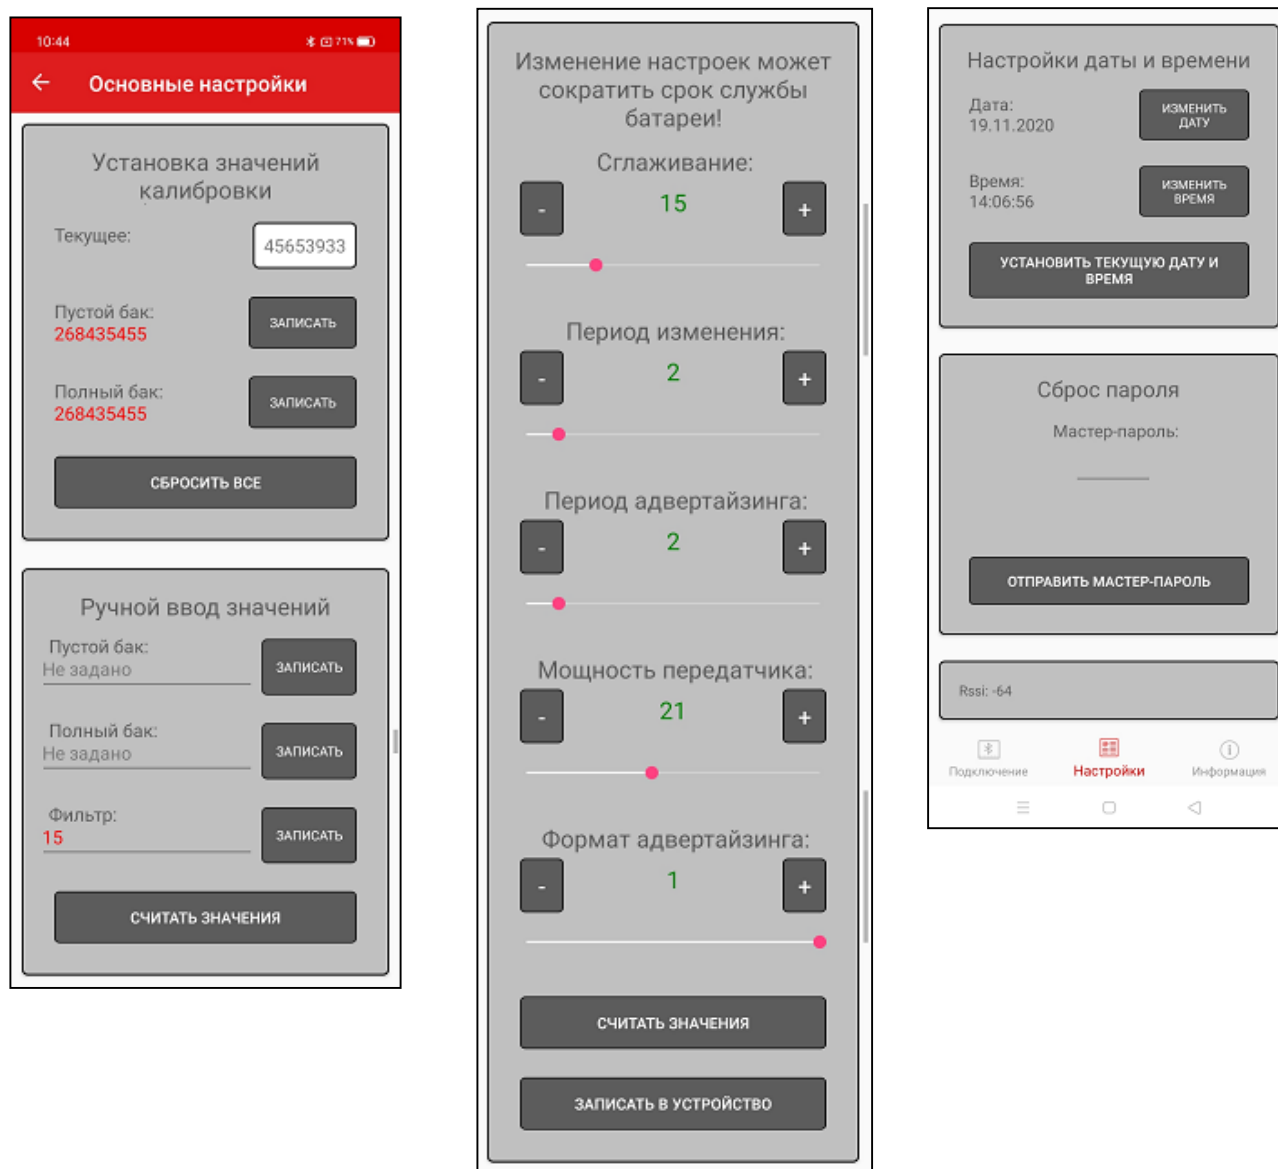 10:44
71%
Основные настройки
Установка значений
калибровки
Текущее:
45653933
Пустой бак:
268435455
ЗАПИСАТЬ
Полный бак:
268435455
ЗАПИСАТЬ
СБРОСИТЬ ВСЕ
Ручной ввод значений
Пустой бак:
Не задано
ЗАПИСАТЬ
Полный бак:
Не задано
ЗАПИСАТЬ
Фильтр:
15
ЗАПИСАТЬ
СЧИТАТЬ ЗНАЧЕНИЯ
Изменение настроек может
сократить срок службы
батареи!
Сглаживание:
- 15 +
Период изменения:
- 2 +
Период адвертайзинга:
- 2 +
Мощность передатчика:
- 21 +
Формат адвертайзинга:
- 1 +
СЧИТАТЬ ЗНАЧЕНИЯ
ЗАПИСАТЬ В УСТРОЙСТВО
Настройки даты и времени
Дата:
19.11.2020
ИЗМЕНИТЬ
ДАТУ
Время:
14:06:56
ИЗМЕНИТЬ
ВРЕМЯ
УСТАНОВИТЬ ТЕКУЩУЮ ДАТУ И
ВРЕМЯ
Сброс пароля
Мастер-пароль:
ОТПРАВИТЬ МАСТЕР-ПАРОЛЬ
Rssi: -64
Подключение Настройки Информация